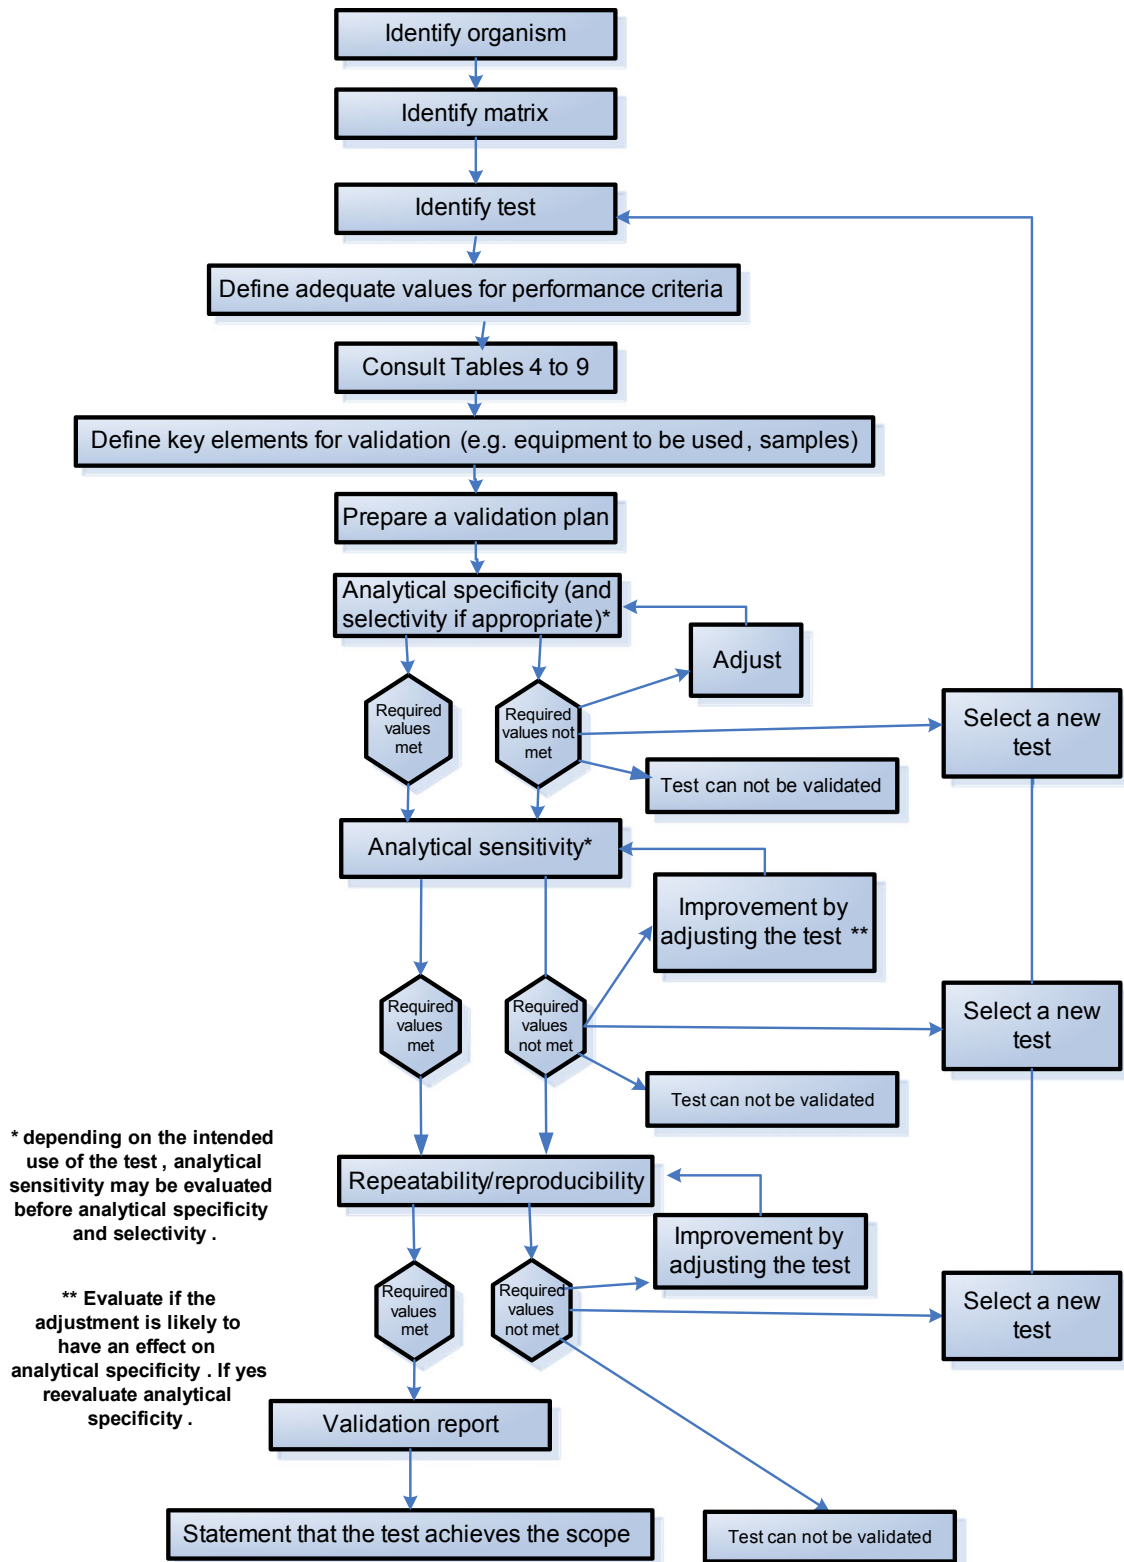 Identify organism
Identify matrix
Identify test
Define adequate values for performance criteria
Consult Tables 4 to 9
Define key elements for validation (e.g. equipment to be used , samples)
Prepare a validation plan
Analytical specificity (and
selectivity if appropriate)*
Adjust
Required
values
met
Required
values not
met
Select a new
test
Test can not be validated
Analytical sensitivity*
Improvement by
adjusting the test **
Required
values
met
Required
values
not met
Select a new
test
Test can not be validated
* depending on the intended
use of the test , analytical
sensitivity may be evaluated
before analytical specificity
and selectivity .
Repeatability/reproducibility
Improvement by
adjusting the test
Required
values
met
Required
values
not met
Select a new
test
** Evaluate if the
adjustment is likely to
have an effect on
analytical specificity . If yes
reevaluate analytical
specificity .
Validation report
Statement that the test achieves the scope
Test can not be validated